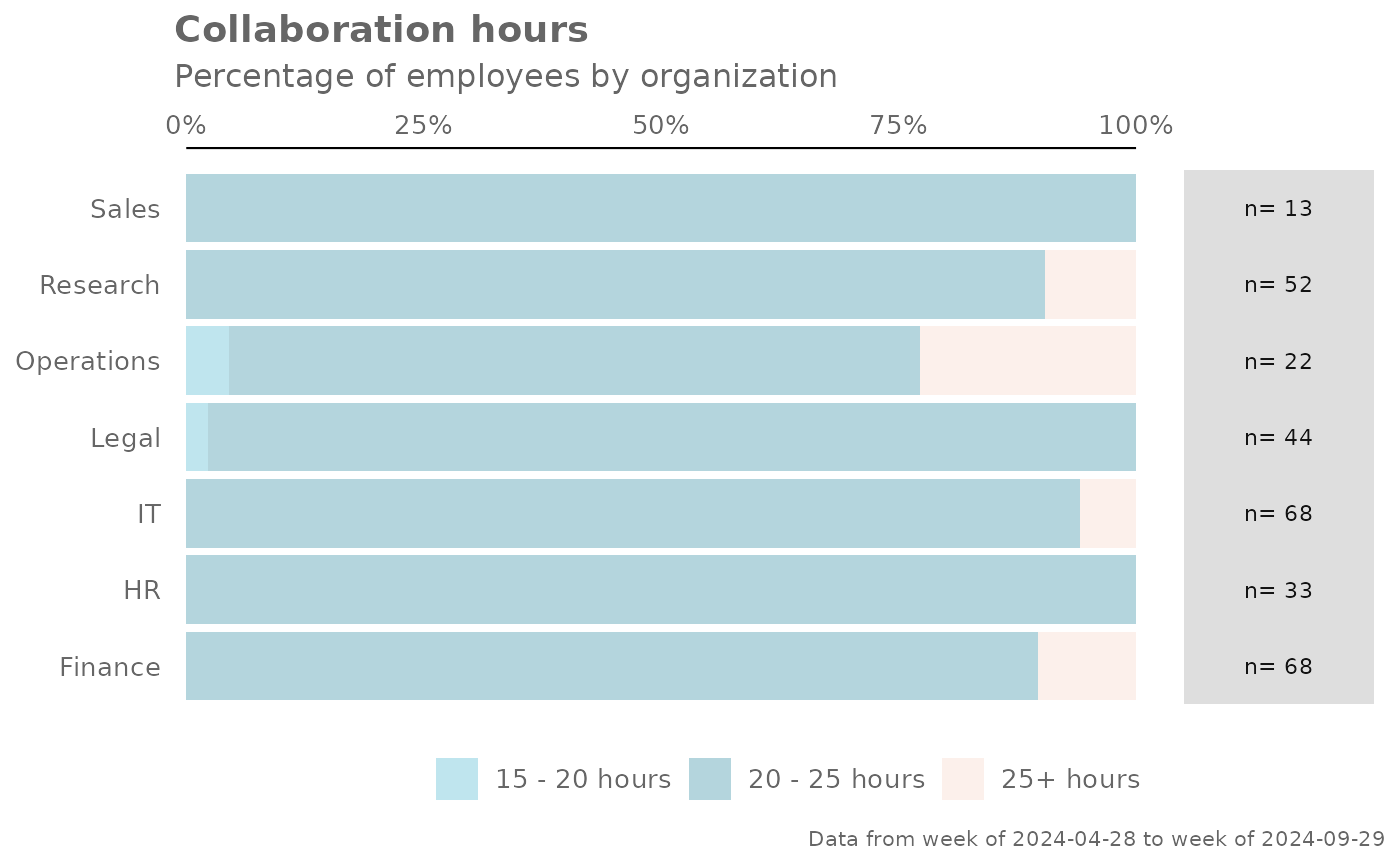 Collaboration hours
Percentage of employees by organization
0% 25% 50% 75% 100%
Sales n= 13
Research n= 52
Operations n= 22
Legal n= 44
IT n= 68
HR n= 33
Finance n= 68
15 - 20 hours 20 - 25 hours 25+ hours
Data from week of 2024-04-28 to week of 2024-09-29